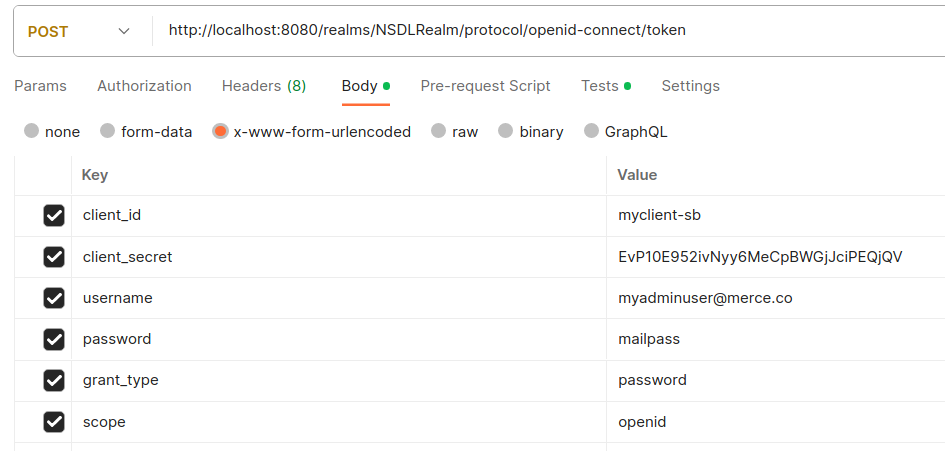 POST http://localhost:8080/realms/NSDLRealm/protocol/openid-connect/token
Params Authorization Headers (8) Body Pre-request Script Tests Settings
none form-data x-www-form-urlencoded raw binary GraphQL
Key Value
client_id myclient-sb
client_secret EvP10E952ivNyy6MeCpBWGjJciPEQjQV
username myadminuser@merce.co
password mailpass
grant_type password
scope openid